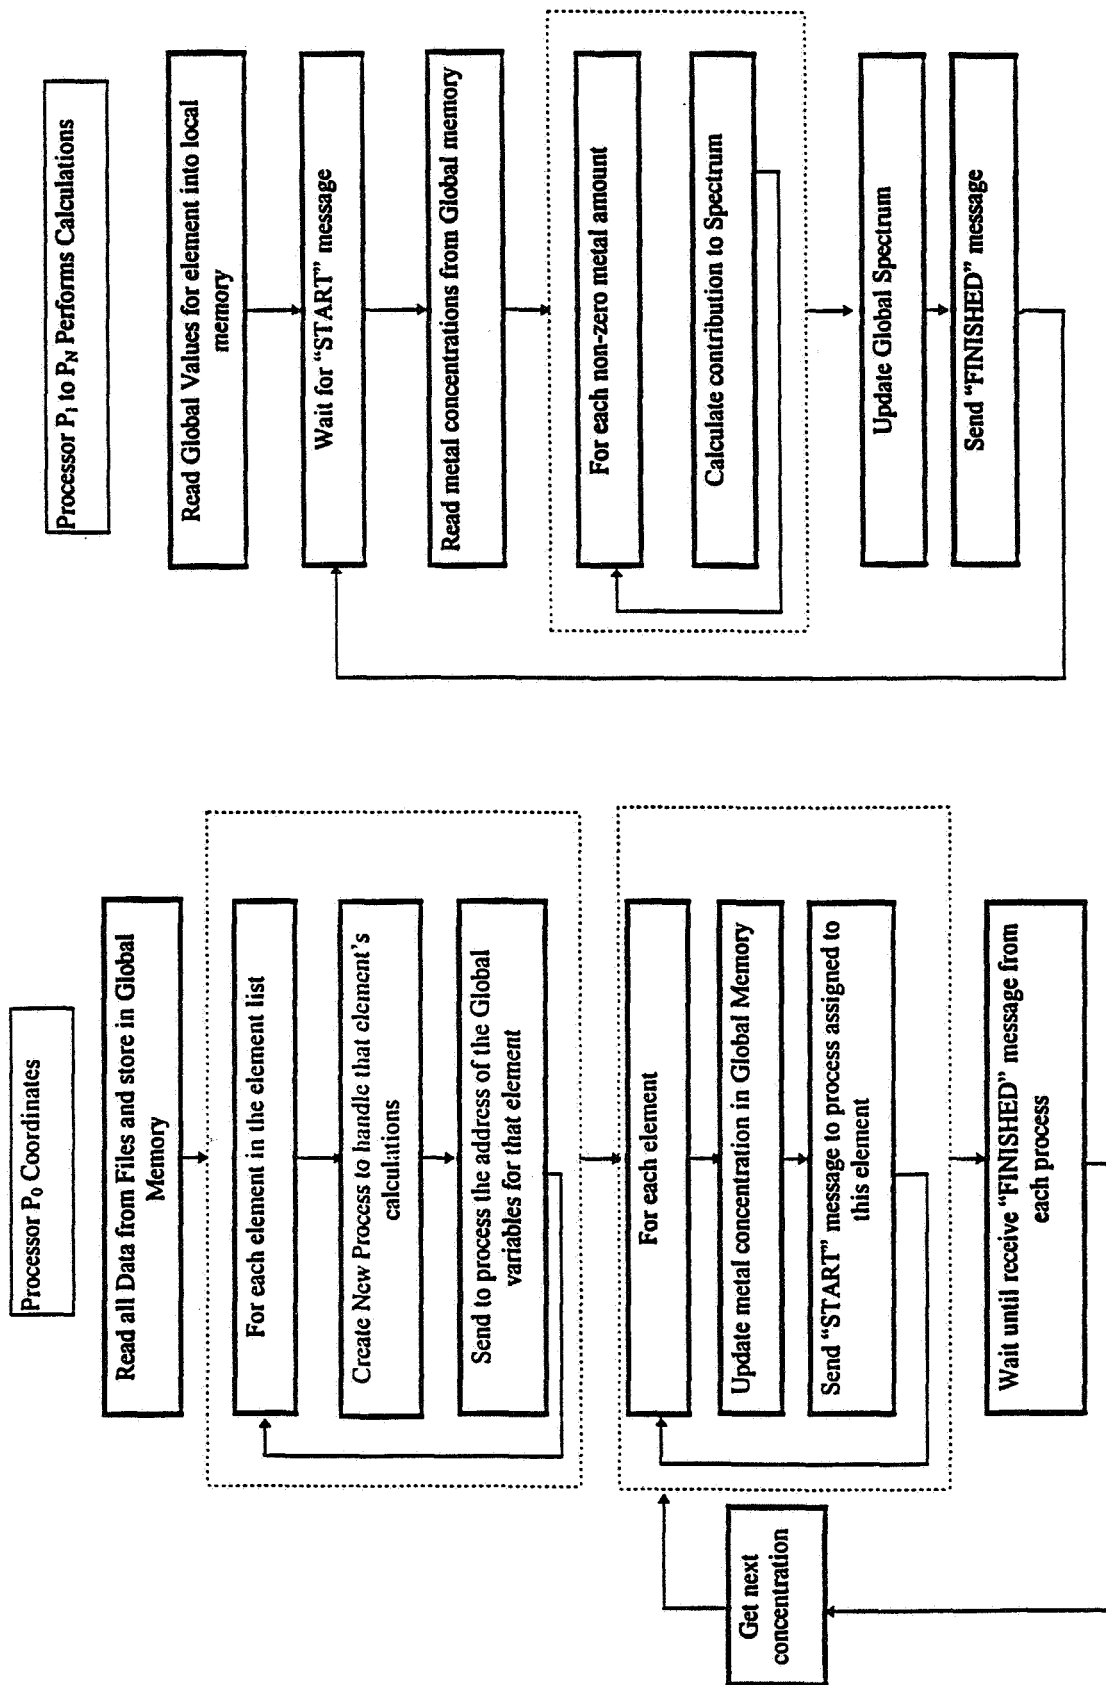 Processor P0 Coordinates
Read all Data from Files and store in Global
Memory
For each element in the element list
Create New Process to handle that element's
calculations
Send to process the address of the Global
variables for that element
For each element
Update metal concentration in Global Memory
Send “START” message to process assigned to
this element
Wait until receive “FINISHED” message from
each process
Get next
concentration
Processor P1 to PN Performs Calculations
Read Global Values for element into local
memory
Wait for “START” message
Read metal concentrations from Global memory
For each non-zero metal amount
Calculate contribution to Spectrum
Update Global Spectrum
Send “FINISHED” message